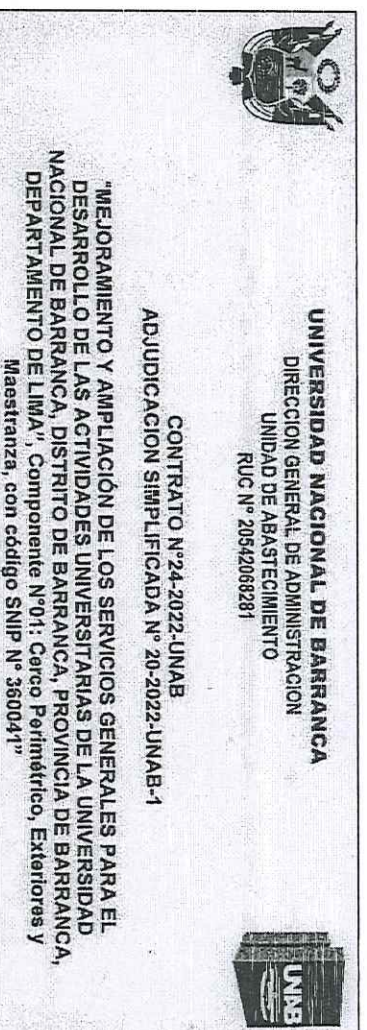 UNIVERSIDAD NACIONAL DE BARRANCA
DIRECCION GENERAL DE ADMINISTRACION
UNIDAD DE ABASTECIMIENTO
RUC N° 20542068281
UNAB
CONTRATO N°24-2022-UNAB
ADJUDICACION SIMPLIFICADA N° 20-2022-UNAB-1
"MEJORAMIENTO Y AMPLIACIÓN DE LOS SERVICIOS GENERALES PARA EL
DESARROLLO DE LAS ACTIVIDADES UNIVERSITARIAS DE LA UNIVERSIDAD
NACIONAL DE BARRANCA, DISTRITO DE BARRANCA, PROVINCIA DE BARRANCA,
DEPARTAMENTO DE LIMA", Componente N°01: Cerco Perimétrico, Exteriores y
Maestranza, con código SNIP N° 360041"